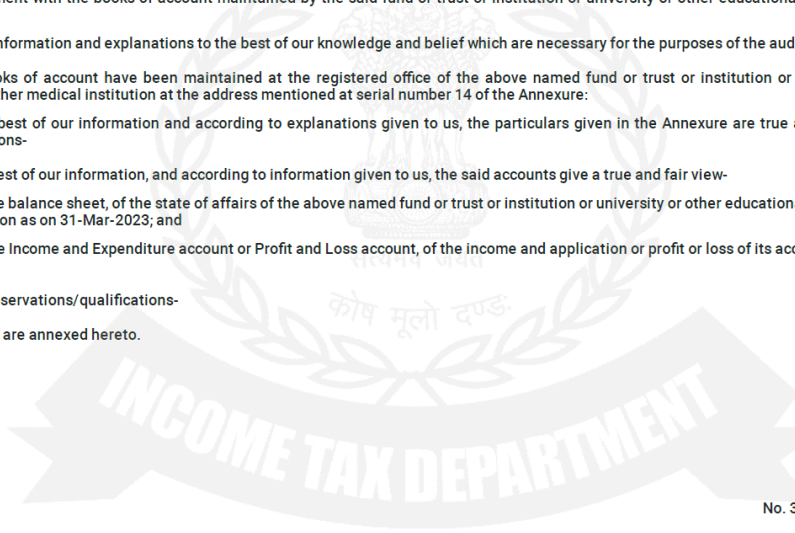 ment with the books of account maintained by the said fund or trust or institution or university or other educationa
nformation and explanations to the best of our knowledge and belief which are necessary for the purposes of the aud
oks of account have been maintained at the registered office of the above named fund or trust or institution or
her medical institution at the address mentioned at serial number 14 of the Annexure:
best of our information and according to explanations given to us, the particulars given in the Annexure are true a
ons-
est of our information, and according to information given to us, the said accounts give a true and fair view-
e balance sheet, of the state of affairs of the above named fund or trust or institution or university or other educationa
on as on 31-Mar-2023; and
e Income and Expenditure account or Profit and Loss account, of the income and application or profit or loss of its acc
सत्यमेव जयते
servations/qualifications-
कोष मूलो दण्डः
are annexed hereto.
INCOME TAX DEPARTMENT
No. 3